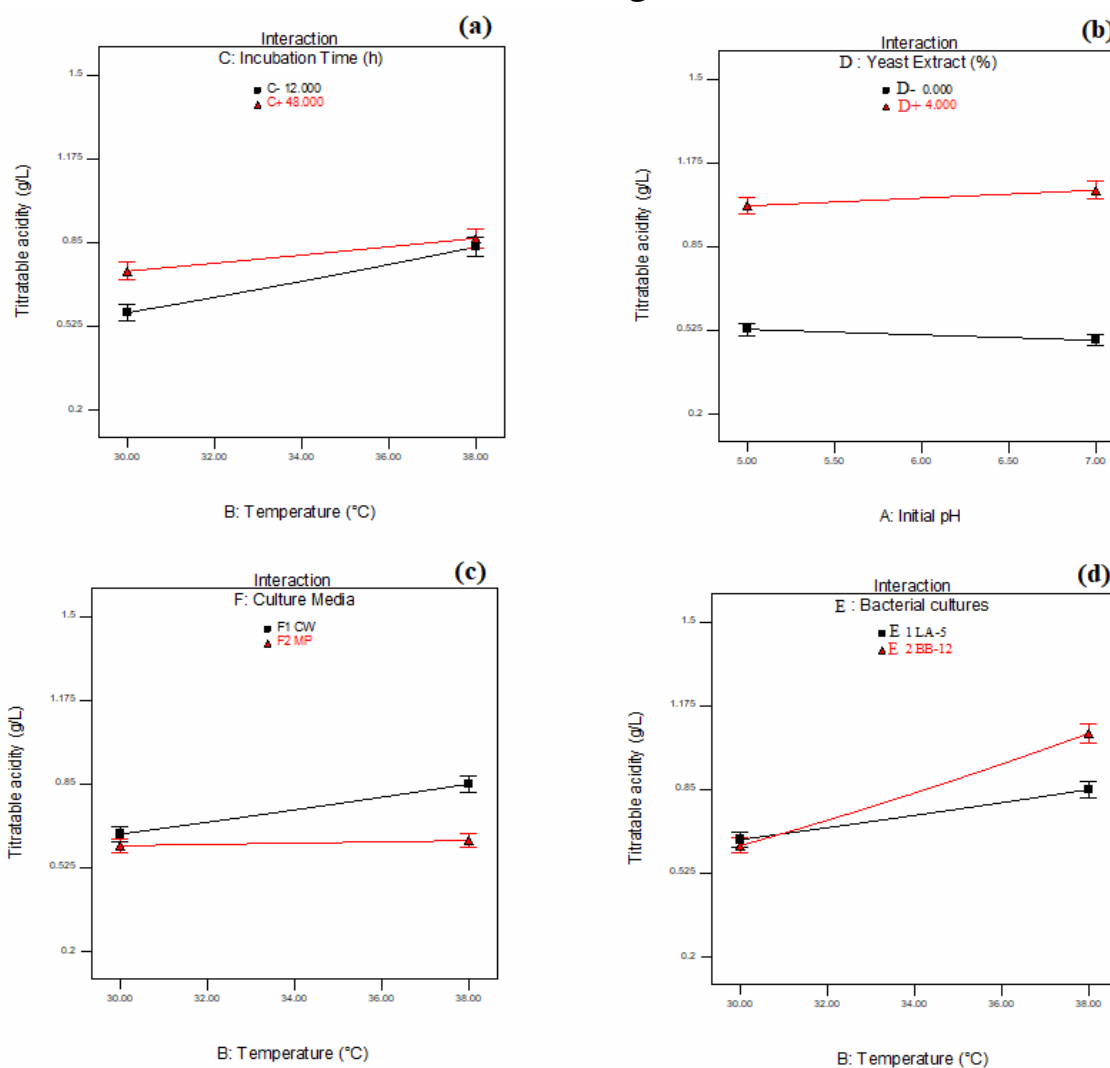 (a)
Interaction
C: Incubation Time (h)
C- 12.000
C+ 48.000
1.5
1.175
0.85
0.525
0.2
Titratable acidity (g/L)
30.00 32.00 34.00 36.00 38.00
B: Temperature (°C)
(b)
Interaction
D : Yeast Extract (%)
D- 0.000
D+ 4.000
1.5
1.175
0.85
0.525
0.2
Titratable acidity (g/L)
5.00 5.50 6.00 6.50 7.00
A: Initial pH
(c)
Interaction
F: Culture Media
F1 CW
F2 MP
1.5
1.175
0.85
0.525
0.2
Titratable acidity (g/L)
30.00 32.00 34.00 36.00 38.00
B: Temperature (°C)
(d)
Interaction
E : Bacterial cultures
E 1 LA-5
E 2 BB-12
1.5
1.175
0.85
0.525
0.2
Titratable acidity (g/L)
30.00 32.00 34.00 36.00 38.00
B: Temperature (°C)